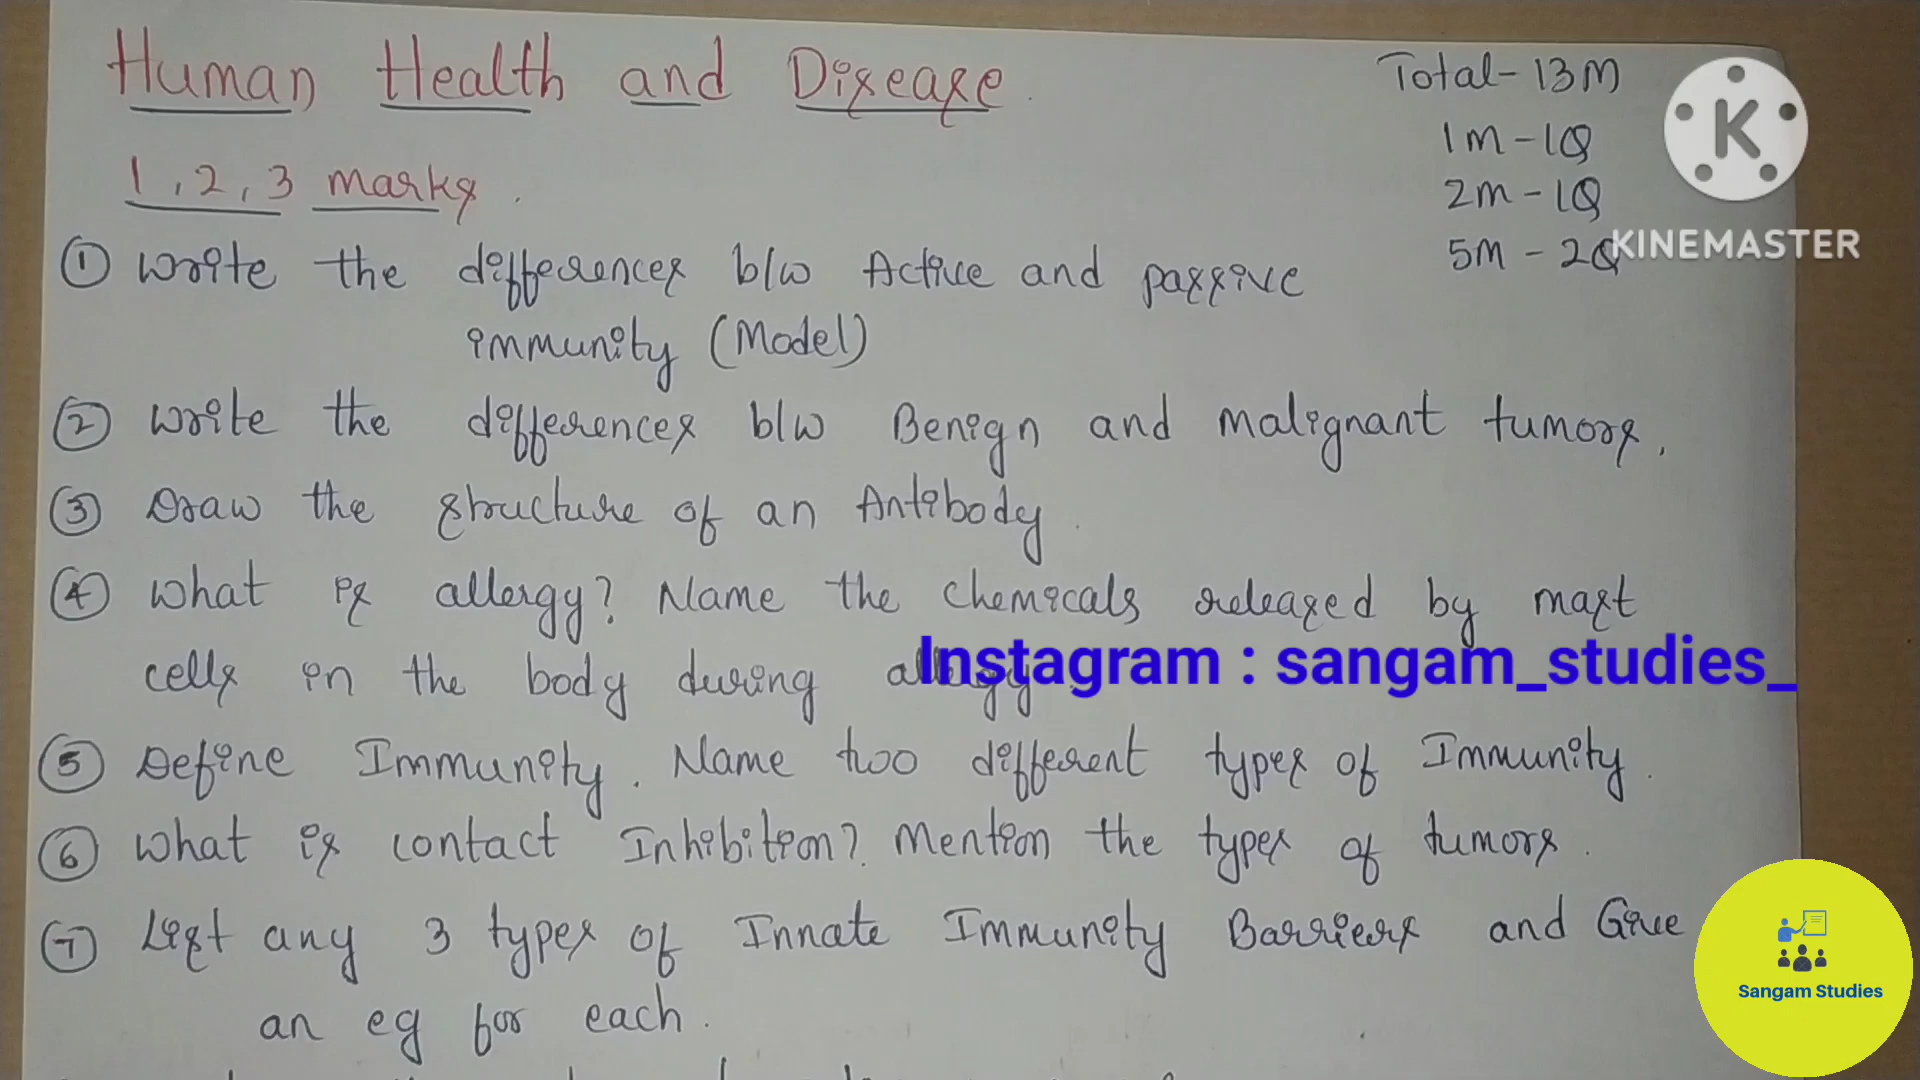 Human Health and Disease.
Total - 13M
1M - 1Q
2M - 1Q
5M - 2Q
KINEMASTER
1, 2, 3 marks.
① Write the differences b/w Active and passive
immunity (Model)
② Write the differences b/w Benign and malignant tumors.
③ Draw the structure of an Antibody.
④ What is allergy? Name the chemicals released by mast
cells in the body during allergy.
Instagram : sangam_studies_
⑤ Define Immunity. Name two different types of Immunity.
⑥ What is contact Inhibition? Mention the types of tumors.
⑦ List any 3 types of Innate Immunity Barriers and Give
an eg for each.
Sangam Studies